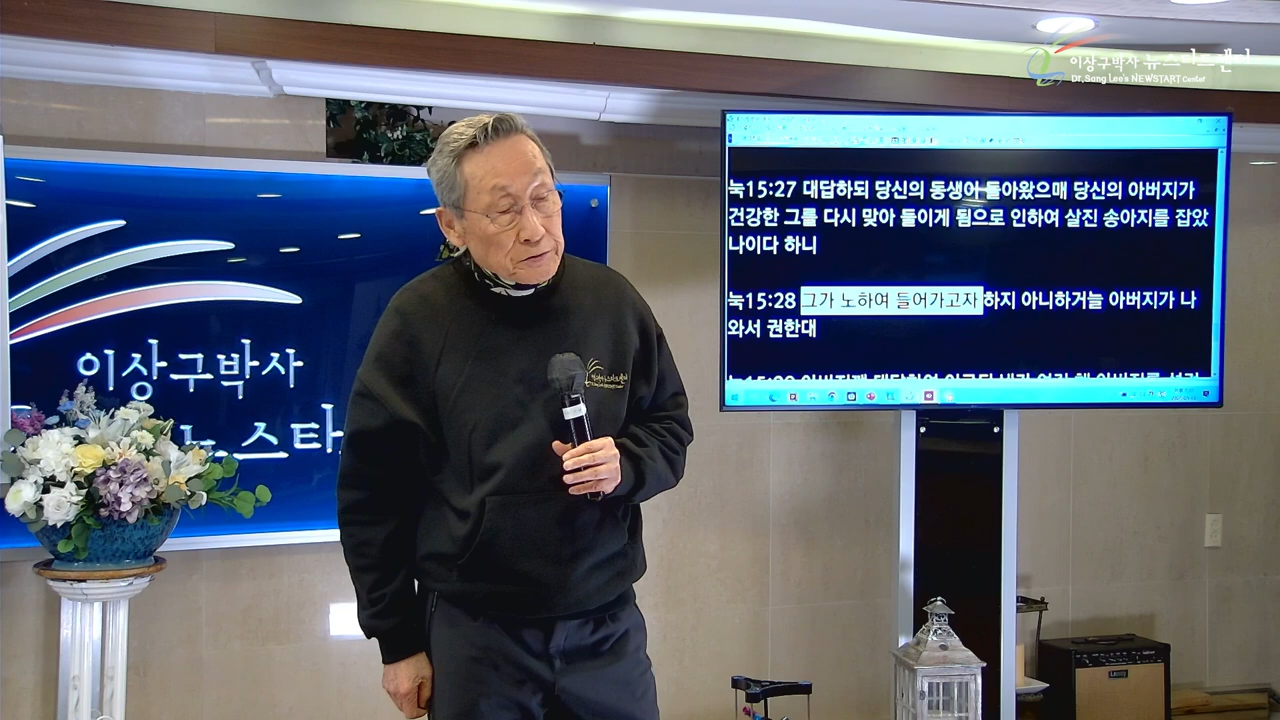 이상구박사 뉴스타트센터
Dr. Sang Lee's NEWSTART Center
눅15:27 대답하되 당신의 동생이 돌아왔으매 당신의 아버지가
건강한 그를 다시 맞아 들이게 됨으로 인하여 살진 송아지를 잡았
나이다 하니
눅15:28 그가 노하여 들어가고자 하지 아니하거늘 아버지가 나
와서 권한대
이상구박사
뉴스타